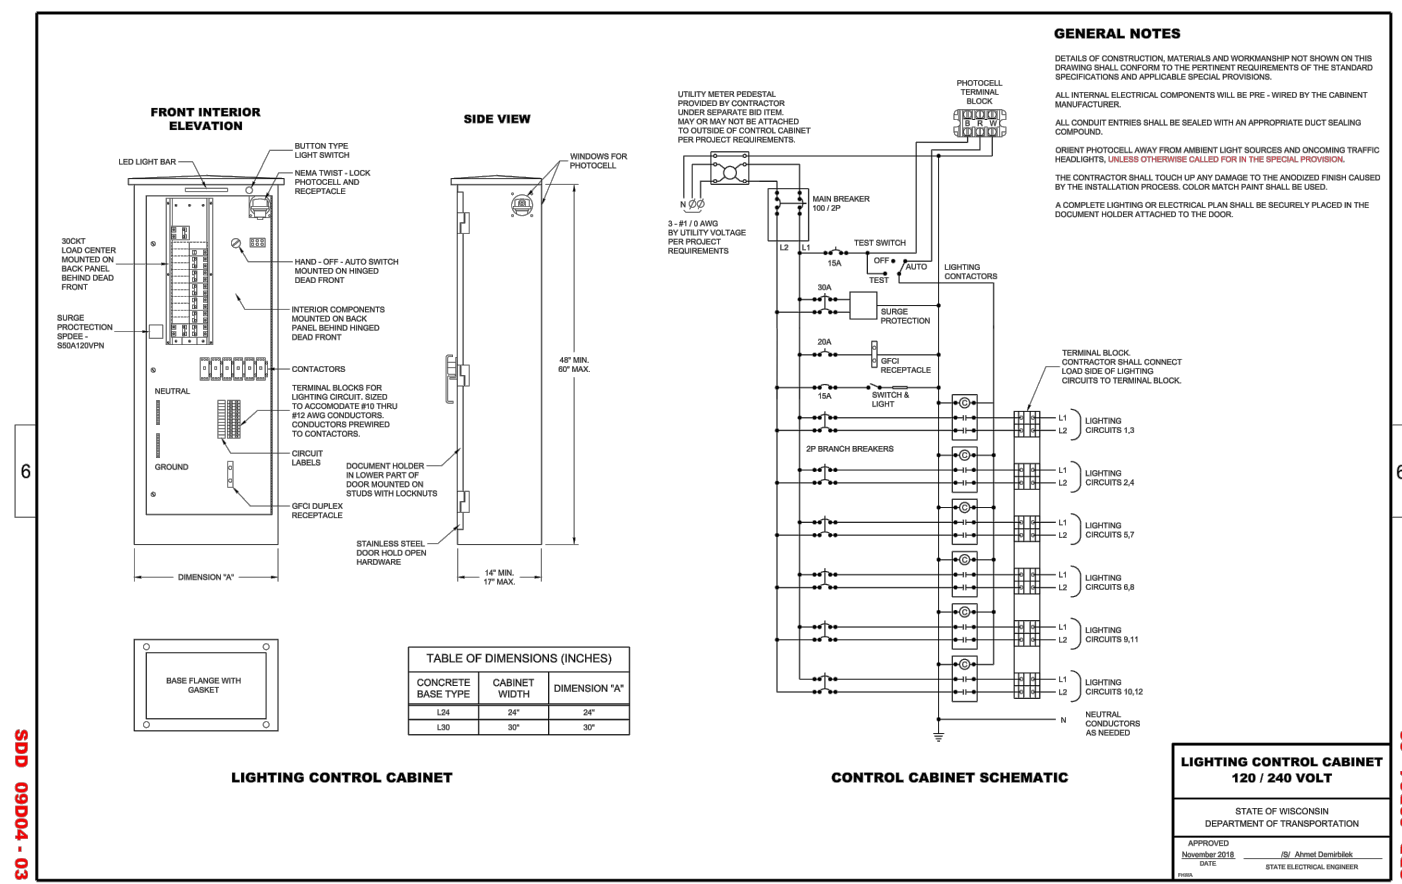 GENERAL NOTES
DETAILS OF CONSTRUCTION, MATERIALS AND WORKMANSHIP NOT SHOWN ON THIS
DRAWING SHALL CONFORM TO THE PERTINENT REQUIREMENTS OF THE STANDARD
SPECIFICATIONS AND APPLICABLE SPECIAL PROVISIONS.
ALL INTERNAL ELECTRICAL COMPONENTS WILL BE PRE - WIRED BY THE CABINENT
MANUFACTURER.
ALL CONDUIT ENTRIES SHALL BE SEALED WITH AN APPROPRIATE DUCT SEALING
COMPOUND.
ORIENT PHOTOCELL AWAY FROM AMBIENT LIGHT SOURCES AND ONCOMING TRAFFIC
HEADLIGHTS, UNLESS OTHERWISE CALLED FOR IN THE SPECIAL PROVISION.
THE CONTRACTOR SHALL TOUCH UP ANY DAMAGE TO THE ANODIZED FINISH CAUSED
BY THE INSTALLATION PROCESS. COLOR MATCH PAINT SHALL BE USED.
A COMPLETE LIGHTING OR ELECTRICAL PLAN SHALL BE SECURELY PLACED IN THE
DOCUMENT HOLDER ATTACHED TO THE DOOR.
FRONT INTERIOR
ELEVATION
LED LIGHT BAR
BUTTON TYPE
LIGHT SWITCH
NEMA TWIST - LOCK
PHOTOCELL AND
RECEPTACLE
30CKT
LOAD CENTER
MOUNTED ON
BACK PANEL
BEHIND DEAD
FRONT
HAND - OFF - AUTO SWITCH
MOUNTED ON HINGED
DEAD FRONT
INTERIOR COMPONENTS
MOUNTED ON BACK
PANEL BEHIND HINGED
DEAD FRONT
SURGE
PROCTECTION
SPDEE -
S50A120VPN
CONTACTORS
NEUTRAL
TERMINAL BLOCKS FOR
LIGHTING CIRCUIT. SIZED
TO ACCOMODATE #10 THRU
#12 AWG CONDUCTORS.
CONDUCTORS PREWIRED
TO CONTACTORS.
CIRCUIT
LABELS
GROUND
GFCI DUPLEX
RECEPTACLE
DIMENSION "A"
SIDE VIEW
WINDOWS FOR
PHOTOCELL
48" MIN.
60" MAX.
DOCUMENT HOLDER
IN LOWER PART OF
DOOR MOUNTED ON
STUDS WITH LOCKNUTS
STAINLESS STEEL
DOOR HOLD OPEN
HARDWARE
14" MIN.
17" MAX.
BASE FLANGE WITH
GASKET
TABLE OF DIMENSIONS (INCHES)
CONCRETE BASE TYPE CABINET WIDTH DIMENSION "A"
L24 24" 24"
L30 30" 30"
LIGHTING CONTROL CABINET
UTILITY METER PEDESTAL
PROVIDED BY CONTRACTOR
UNDER SEPARATE BID ITEM.
MAY OR MAY NOT BE ATTACHED
TO OUTSIDE OF CONTROL CABINET
PER PROJECT REQUIREMENTS.
PHOTOCELL
TERMINAL
BLOCK
B R W
N ØØ
3 - #1 / 0 AWG
BY UTILITY VOLTAGE
PER PROJECT
REQUIREMENTS
MAIN BREAKER
100 / 2P
L2 L1
15A
TEST SWITCH
OFF
AUTO
TEST
LIGHTING
CONTACTORS
30A
SURGE
PROTECTION
20A
GFCI
RECEPTACLE
15A
SWITCH &
LIGHT
2P BRANCH BREAKERS
TERMINAL BLOCK.
CONTRACTOR SHALL CONNECT
LOAD SIDE OF LIGHTING
CIRCUITS TO TERMINAL BLOCK.
C
L1
L2
LIGHTING
CIRCUITS 1,3
C
L1
L2
LIGHTING
CIRCUITS 2,4
C
L1
L2
LIGHTING
CIRCUITS 5,7
C
L1
L2
LIGHTING
CIRCUITS 6,8
C
L1
L2
LIGHTING
CIRCUITS 9,11
C
L1
L2
LIGHTING
CIRCUITS 10,12
N
NEUTRAL
CONDUCTORS
AS NEEDED
CONTROL CABINET SCHEMATIC
LIGHTING CONTROL CABINET
120 / 240 VOLT
STATE OF WISCONSIN
DEPARTMENT OF TRANSPORTATION
APPROVED
November 2018 /S/ Ahmet Demirbilek
DATE STATE ELECTRICAL ENGINEER
FHWA
6
SDD 09D04 - 03